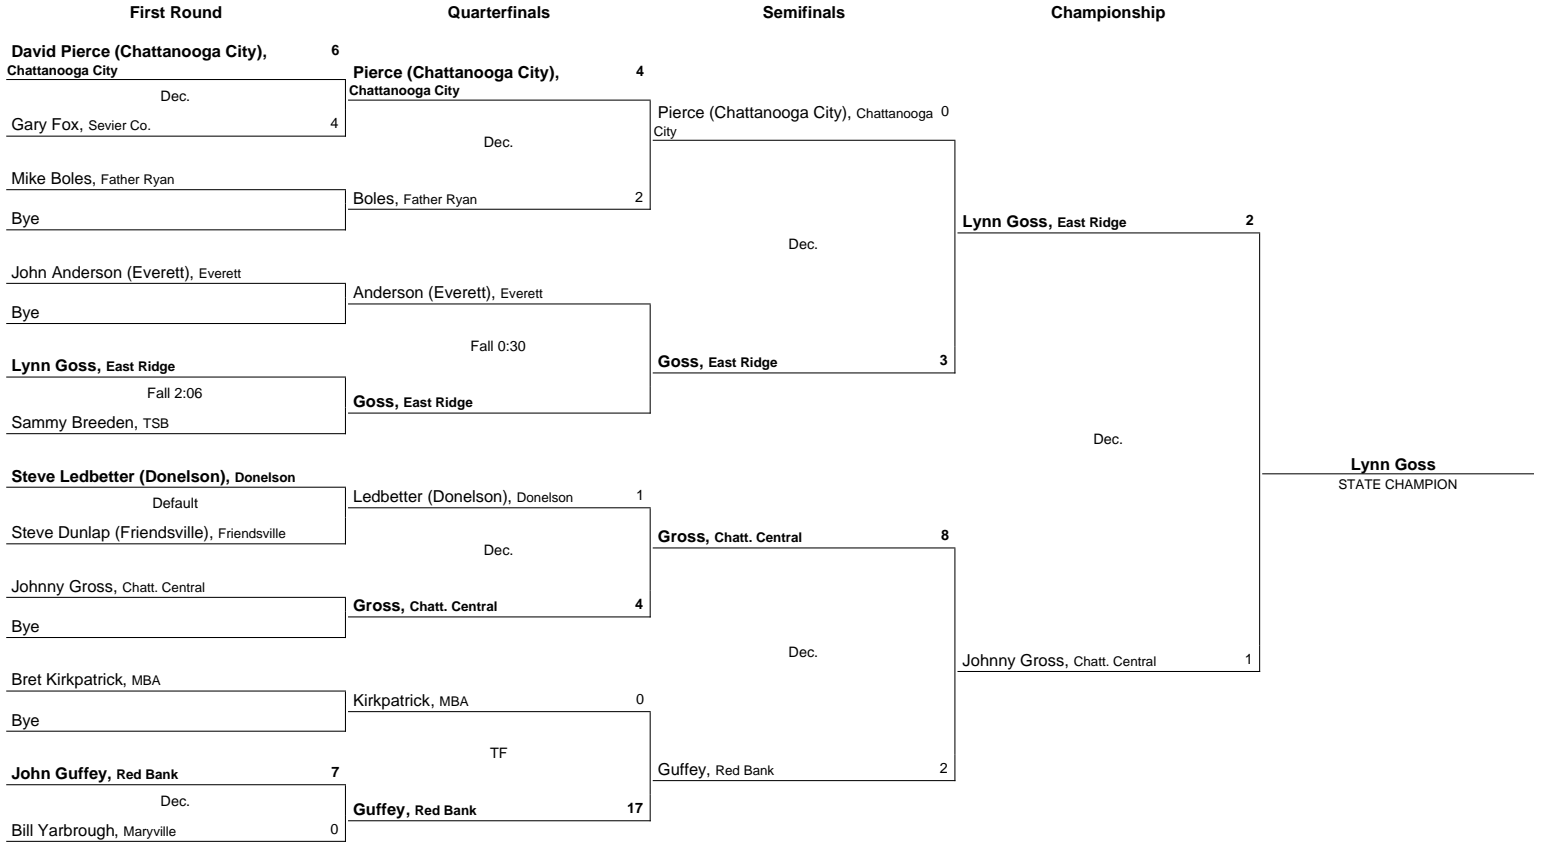 First Round Quarterfinals Semifinals Championship
David Pierce (Chattanooga City), 6
Chattanooga City
Dec.
Gary Fox, Sevier Co. 4
Mike Boles, Father Ryan
Bye
John Anderson (Everett), Everett
Bye
Lynn Goss, East Ridge
Fall 2:06
Sammy Breeden, TSB
Steve Ledbetter (Donelson), Donelson
Default
Steve Dunlap (Friendsville), Friendsville
Johnny Gross, Chatt. Central
Bye
Bret Kirkpatrick, MBA
Bye
John Guffey, Red Bank 7
Dec.
Bill Yarbrough, Maryville 0
Pierce (Chattanooga City), 4
Chattanooga City
Dec.
Boles, Father Ryan 2
Anderson (Everett), Everett
Fall 0:30
Goss, East Ridge
Ledbetter (Donelson), Donelson 1
Dec.
Gross, Chatt. Central 4
Kirkpatrick, MBA 0
TF
Guffey, Red Bank 17
Pierce (Chattanooga City), Chattanooga 0
City
Dec.
Goss, East Ridge 3
Gross, Chatt. Central 8
Dec.
Guffey, Red Bank 2
Lynn Goss, East Ridge 2
Dec.
Johnny Gross, Chatt. Central 1
Lynn Goss
STATE CHAMPION